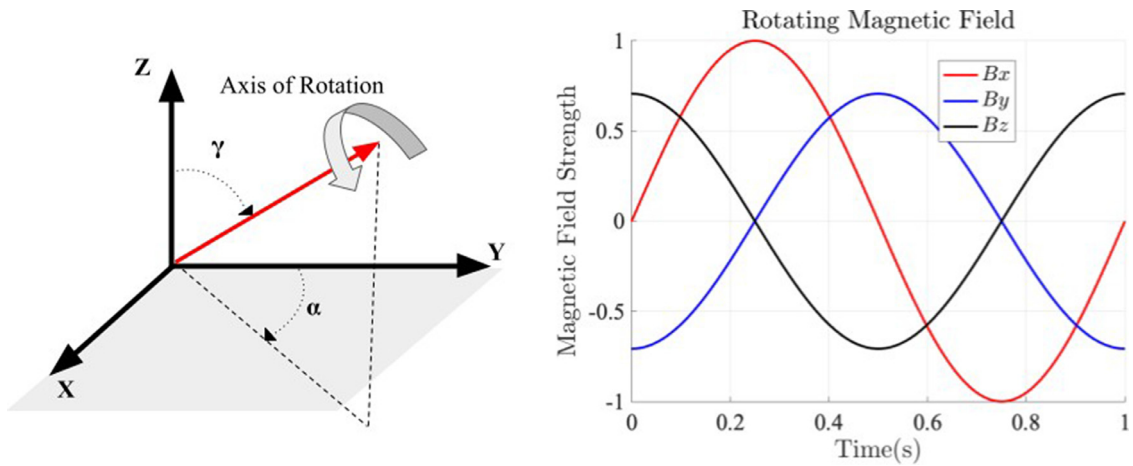 Z
Axis of Rotation
γ
Y
α
X
Rotating Magnetic Field
Magnetic Field Strength
1
0.5
0
-0.5
-1
Bx
By
Bz
0
0.2
0.4
0.6
0.8
1
Time(s)